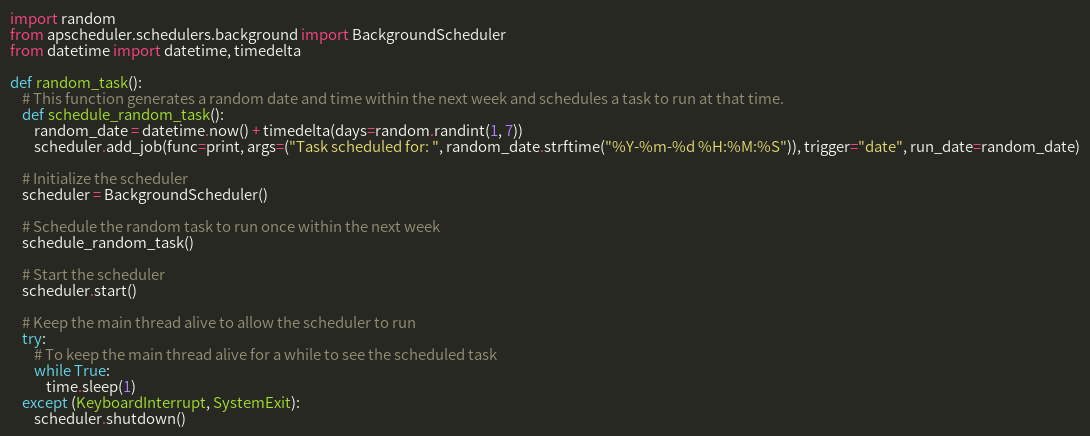 import random
from apscheduler.schedulers.background import BackgroundScheduler
from datetime import datetime, timedelta

def random_task():
    # This function generates a random date and time within the next week and schedules a task to run at that time.
    def schedule_random_task():
        random_date = datetime.now() + timedelta(days=random.randint(1, 7))
        scheduler.add_job(func=print, args=("Task scheduled for: ", random_date.strftime("%Y-%m-%d %H:%M:%S")), trigger="date", run_date=random_date)

    # Initialize the scheduler
    scheduler = BackgroundScheduler()

    # Schedule the random task to run once within the next week
    schedule_random_task()

    # Start the scheduler
    scheduler.start()

    # Keep the main thread alive to allow the scheduler to run
    try:
        # To keep the main thread alive for a while to see the scheduled task
        while True:
            time.sleep(1)
    except (KeyboardInterrupt, SystemExit):
        scheduler.shutdown()